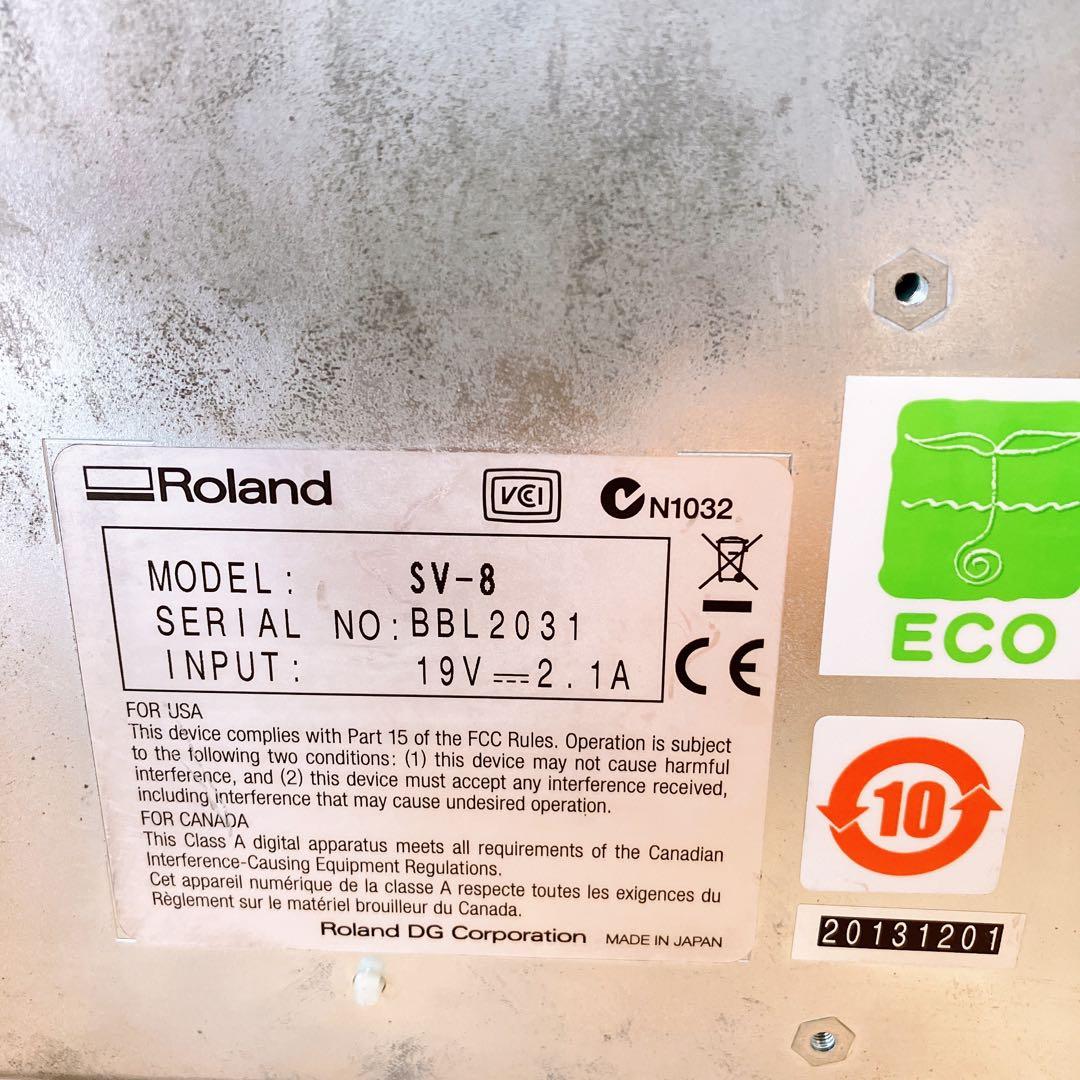 Roland
VCI
N1032
MODEL: SV-8
SERIAL NO: BBL2031
INPUT: 19V⎓2.1A
CE
FOR USA
This device complies with Part 15 of the FCC Rules. Operation is subject
to the following two conditions: (1) this device may not cause harmful
interference, and (2) this device must accept any interference received,
including interference that may cause undesired operation.
FOR CANADA
This Class A digital apparatus meets all requirements of the Canadian
Interference-Causing Equipment Regulations.
Cet appareil numérique de la classe A respecte toutes les exigences du
Règlement sur le matériel brouilleur du Canada.
Roland DG Corporation MADE IN JAPAN
ECO
10
20131201